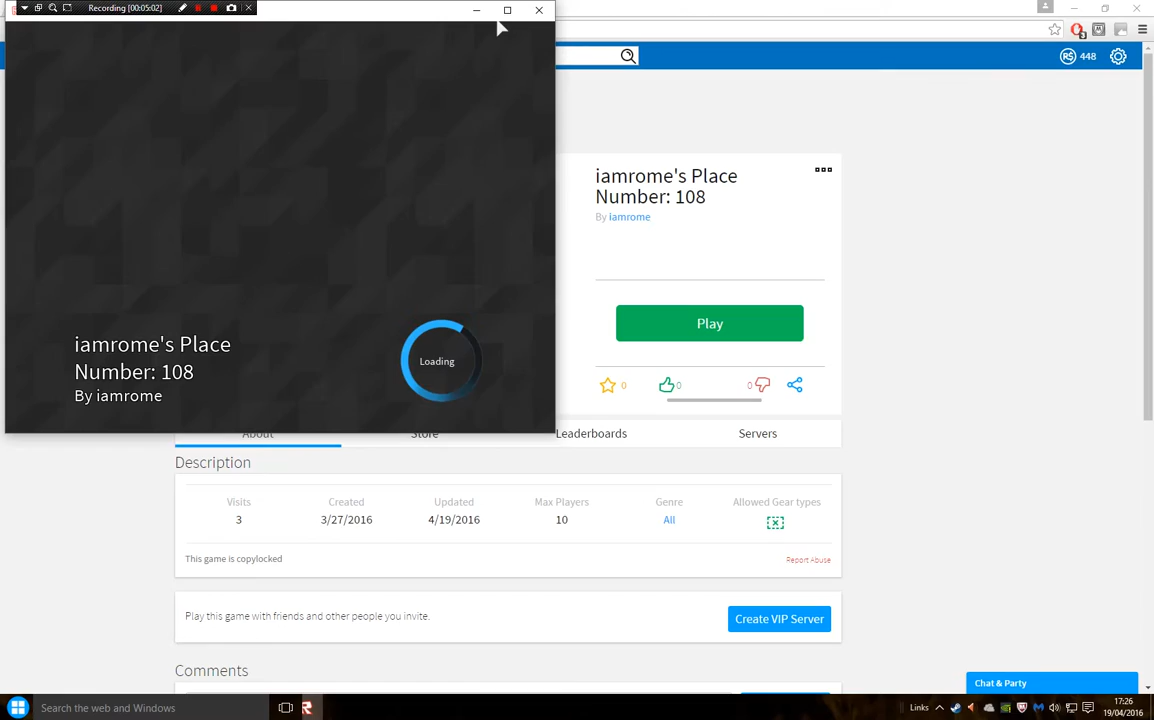 Recording [00:05:02]
3
448
iamrome's Place
Number: 108
By iamrome
Play
0
0
0
iamrome's Place
Number: 108
By iamrome
Loading
About
Store
Leaderboards
Servers
Description
Visits
Created
Updated
Max Players
Genre
Allowed Gear types
3
3/27/2016
4/19/2016
10
All
This game is copylocked
Report Abuse
Play this game with friends and other people you invite.
Create VIP Server
Comments
Chat & Party
Search the web and Windows
Links
17:26
19/04/2016